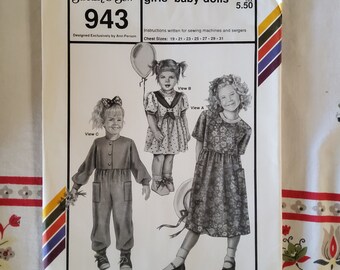 943
girls' baby dolls
5.50
Designed Exclusively by Ann Person
Instructions written for sewing machines and sergers
Chest Sizes: 19 - 21 - 23 - 25 - 27 - 29 - 31
View B
View A
View C